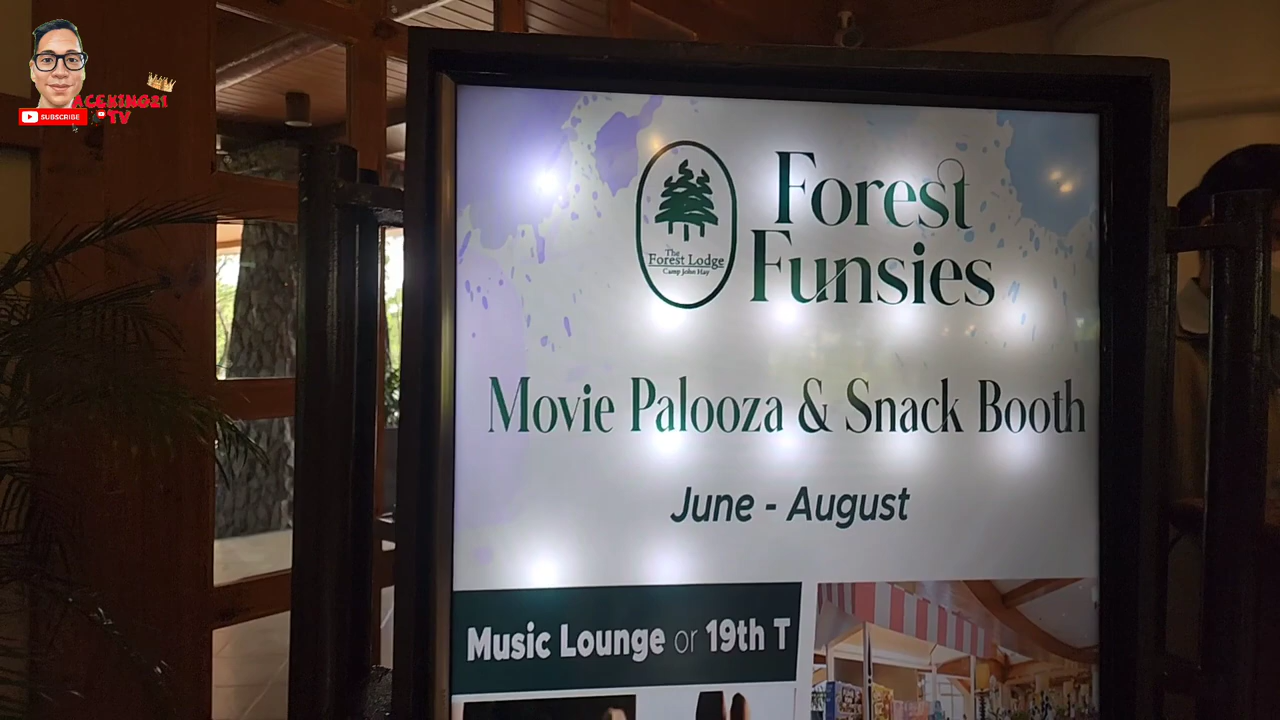 ACEKING21
TV
SUBSCRIBE
The
Forest Lodge
Camp John Hay
Forest
Funsies
Movie Palooza & Snack Booth
June - August
Music Lounge or 19th T